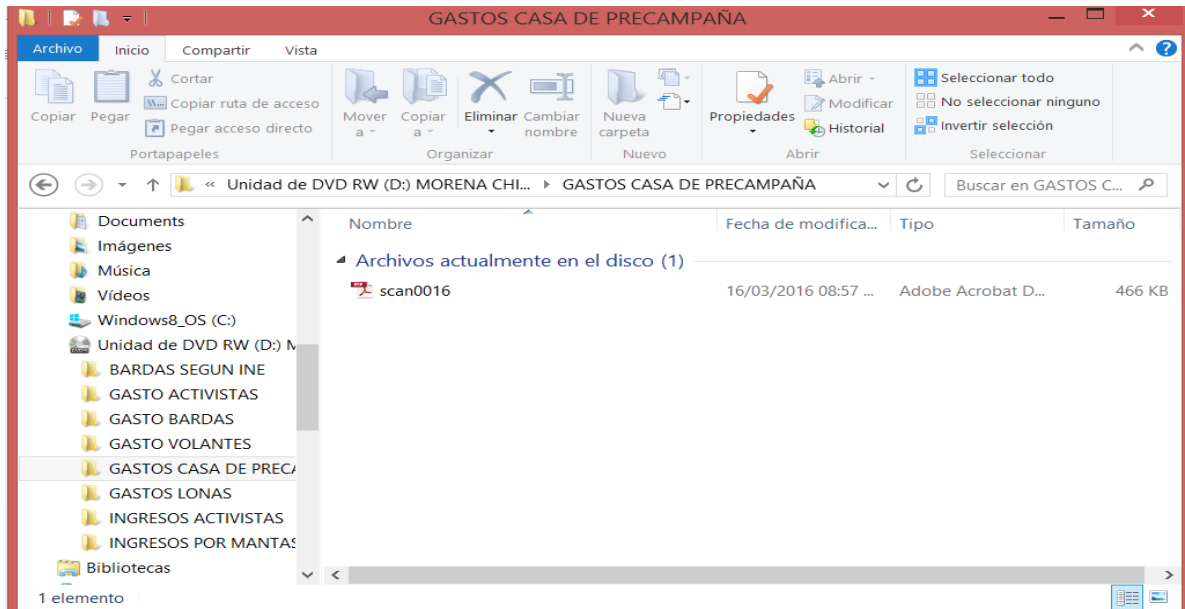 GASTOS CASA DE PRECAMPAÑA
Archivo Inicio Compartir Vista
Copiar
Pegar
Cortar
Copiar ruta de acceso
Pegar acceso directo
Portapapeles
Mover a
Copiar a
Eliminar
Cambiar nombre
Organizar
Nueva carpeta
Nuevo
Propiedades
Abrir
Modificar
Historial
Abrir
Seleccionar todo
No seleccionar ninguno
Invertir selección
Seleccionar
« Unidad de DVD RW (D:) MORENA CHI... GASTOS CASA DE PRECAMPAÑA
Buscar en GASTOS C...
Documents
Imágenes
Música
Vídeos
Windows8_OS (C:)
Unidad de DVD RW (D:) M
BARDAS SEGUN INE
GASTO ACTIVISTAS
GASTO BARDAS
GASTO VOLANTES
GASTOS CASA DE PRECA
GASTOS LONAS
INGRESOS ACTIVISTAS
INGRESOS POR MANTAS
Bibliotecas
Nombre Fecha de modifica... Tipo Tamaño
Archivos actualmente en el disco (1)
scan0016 16/03/2016 08:57 ... Adobe Acrobat D... 466 KB
1 elemento